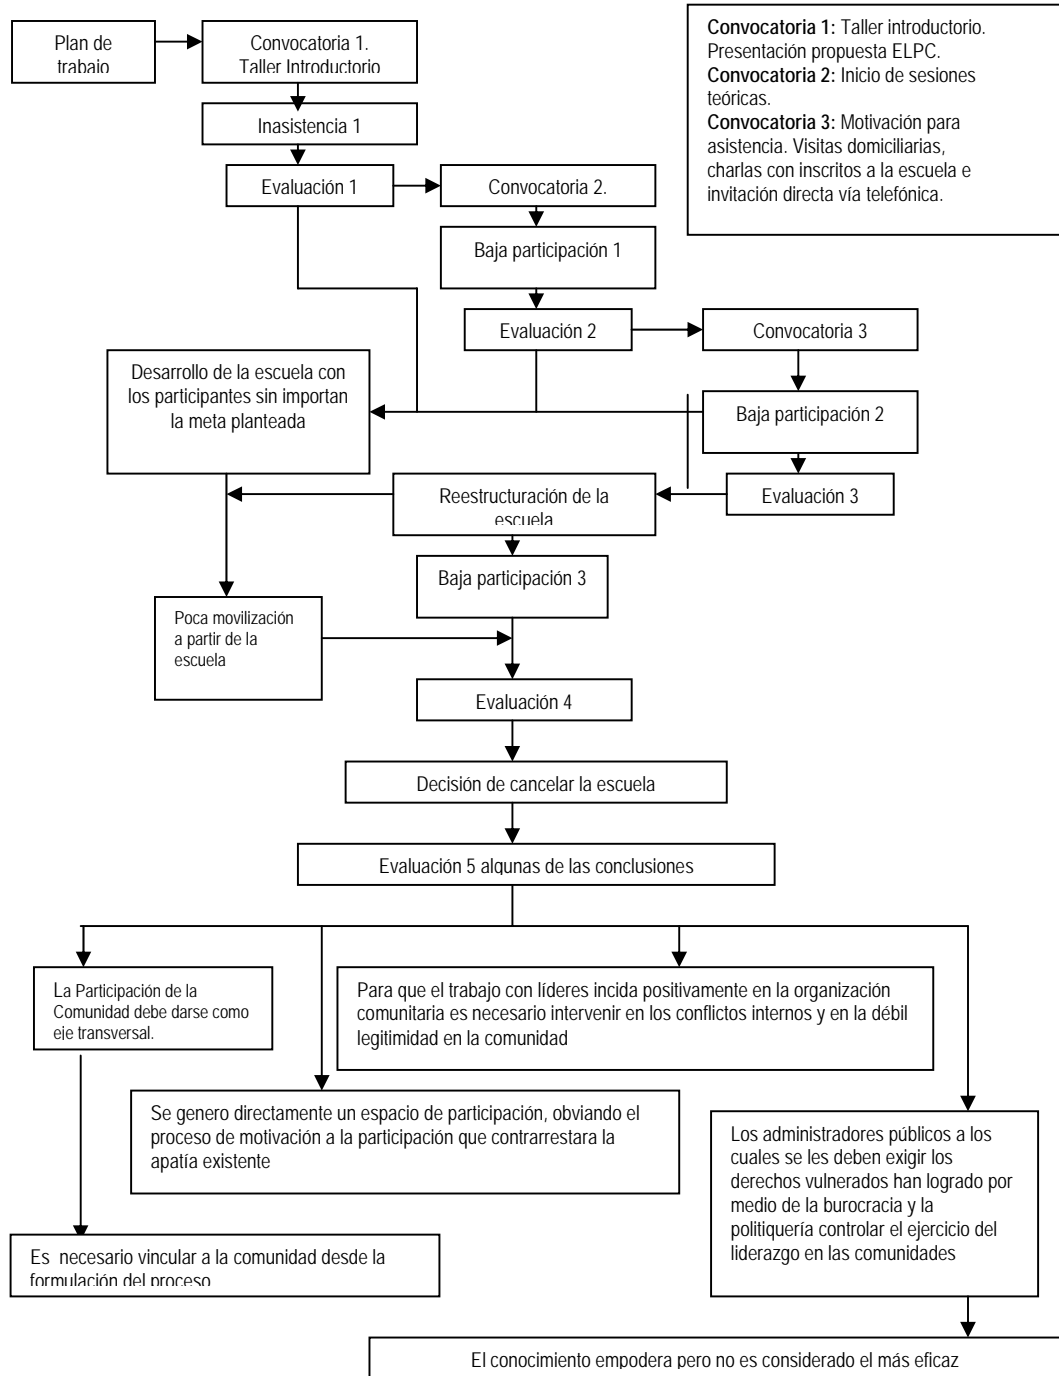 Plan de
trabajo
Convocatoria 1.
Taller Introductorio
Convocatoria 1: Taller introductorio.
Presentación propuesta ELPC.
Convocatoria 2: Inicio de sesiones
teóricas.
Convocatoria 3: Motivación para
asistencia. Visitas domiciliarias,
charlas con inscritos a la escuela e
invitación directa vía telefónica.
Inasistencia 1
Evaluación 1
Convocatoria 2.
Baja participación 1
Evaluación 2
Convocatoria 3
Desarrollo de la escuela con
los participantes sin importan
la meta planteada
Baja participación 2
Evaluación 3
Reestructuración de la
escuela
Baja participación 3
Poca movilización
a partir de la
escuela
Evaluación 4
Decisión de cancelar la escuela
Evaluación 5 algunas de las conclusiones
La Participación de la
Comunidad debe darse como
eje transversal.
Para que el trabajo con líderes incida positivamente en la organización
comunitaria es necesario intervenir en los conflictos internos y en la débil
legitimidad en la comunidad
Se genero directamente un espacio de participación, obviando el
proceso de motivación a la participación que contrarrestara la
apatía existente
Los administradores públicos a los
cuales se les deben exigir los
derechos vulnerados han logrado por
medio de la burocracia y la
politiquería controlar el ejercicio del
liderazgo en las comunidades
Es necesario vincular a la comunidad desde la
formulación del proceso
El conocimiento empodera pero no es considerado el más eficaz